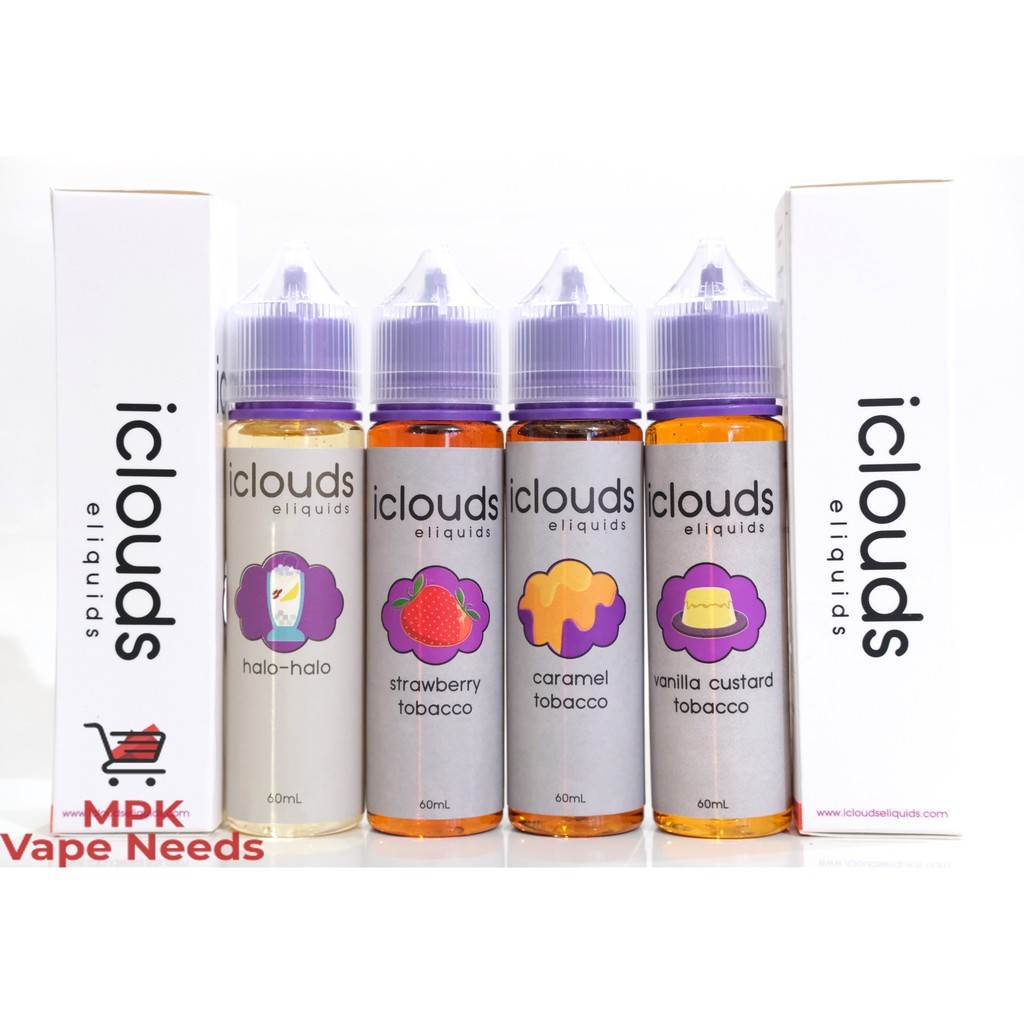 iclouds
eliquids
iclouds
eliquids
halo-halo
60mL
iclouds
eliquids
strawberry
tobacco
60mL
iclouds
eliquids
caramel
tobacco
60mL
iclouds
eliquids
vanilla custard
tobacco
60mL
iclouds
eliquids
www.icloudseliquids.com
MPK
Vape Needs